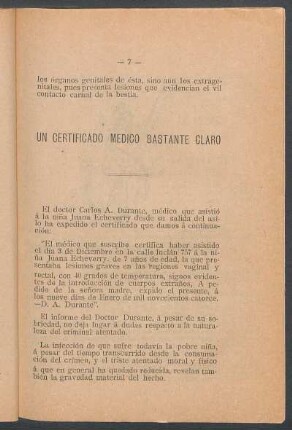 — 7 —
los órganos genitales de ésta, sino aun los extrage-
nitales, pues presenta lesiones que evidencian el vil
contacto carnal de la bestia.
UN CERTIFICADO MEDICO BASTANTE CLARO
El doctor Carlos A. Durante, médico que asistió
á la niña Juana Echeverry desde su salida del asi-
lo ha expedido el certificado que damos á continua-
ción:
"El médico que suscribe certifica haber asistido
el dia 3 de Diciembre en la calle Inclán 757 á la ni-
ña Juana Echeverry, de 7 años de edad, la que pre-
sentaba lesiones graves en las regiones vaginal y
rectal, con 40 grados de temperatura, signos eviden-
tes de la introducción de cuerpos extraños, A pe-
dido de la señora madre, expido el presente, á
los nueve dias de Enero de mil novecientos catorce.
—D. A. Durante".
El informe del Doctor Durante, á pesar de su so-
briedad, no deja lugar á dudas respecto á la natura-
leza del criminal atentado.
La infección de que sufre todavia la pobre niña,
á pesar del tiempo transcurrido desde la consuma-
ción del crimen, y el triste estado moral y físico
á que en general ha quedado reducida, revelan tam-
bién la gravedad material del hecho.